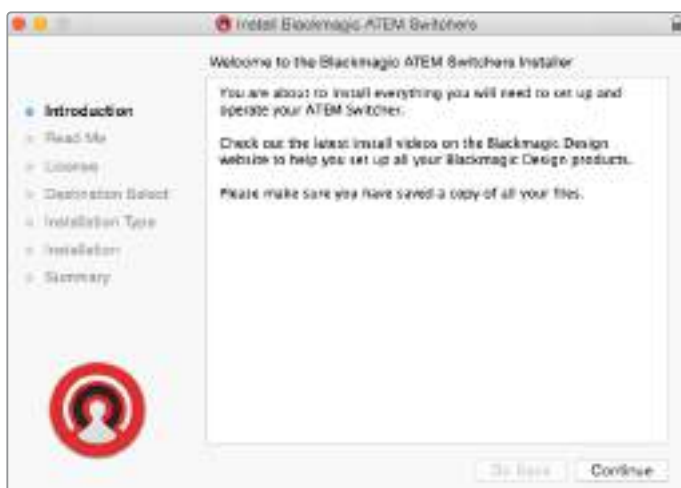 Install Blackmagic ATEM Switchers
Welcome to the Blackmagic ATEM Switchers Installer
Introduction
Read Me
License
Destination Select
Installation Type
Installation
Summary
You are about to install everything you will need to set up and
operate your ATEM Switcher.
Check out the latest install videos on the Blackmagic Design
website to help you set up all your Blackmagic Design products.
Please make sure you have saved a copy of all your files.
Go Back
Continue